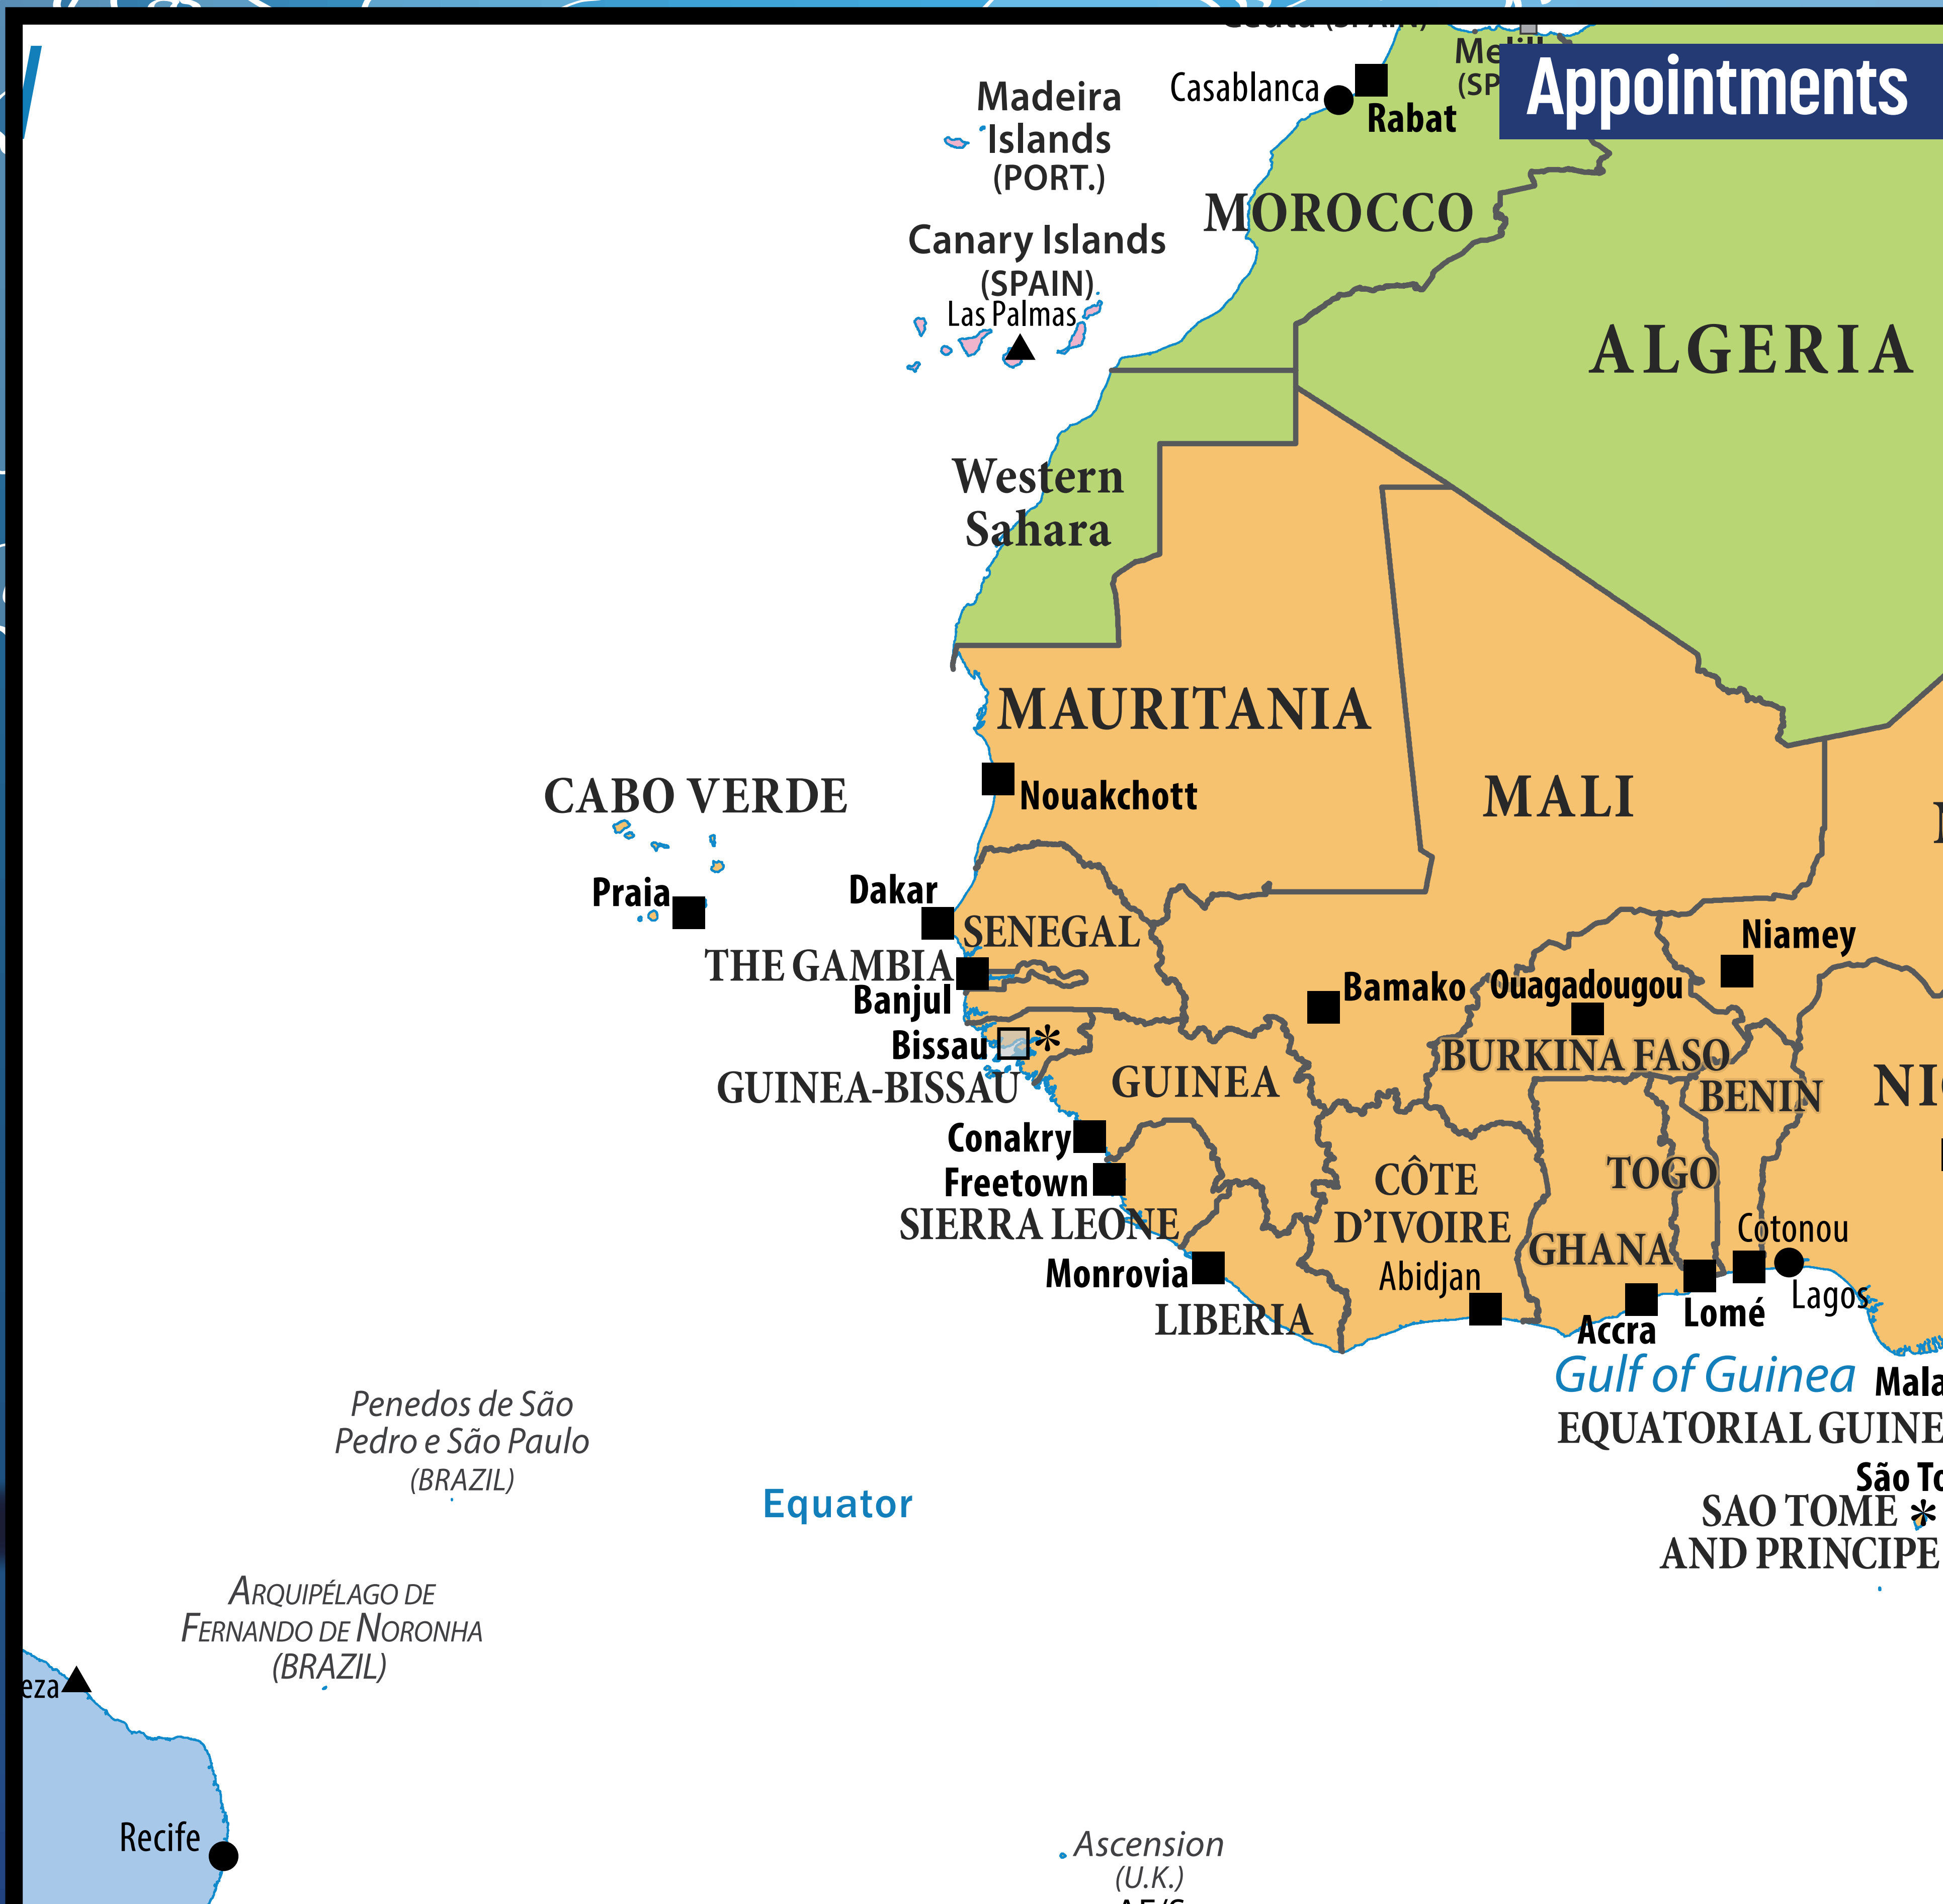 Appointments
Casablanca
Rabat
Madeira
Islands
(PORT.)
MOROCCO
Canary Islands
(SPAIN)
Las Palmas
ALGERIA
Western
Sahara
MAURITANIA
Nouakchott
MALI
CABO VERDE
Praia
Dakar
SENEGAL
THE GAMBIA
Banjul
Niamey
Bamako
Ouagadougou
Bissau *
BURKINA FASO
GUINEA-BISSAU
GUINEA
BENIN
Conakry
Freetown
SIERRA LEONE
CÔTE
D'IVOIRE
TOGO
GHANA
Cotonou
Monrovia
Abidjan
Lagos
LIBERIA
Accra
Lomé
Gulf of Guinea
EQUATORIAL
Penedos de São
Pedro e São Paulo
(BRAZIL)
Equator
São
SAO TOME *
AND PRINCIPE
ARQUIPÉLAGO DE
FERNANDO DE NORONHA
(BRAZIL)
Recife
Ascension
(U.K.)